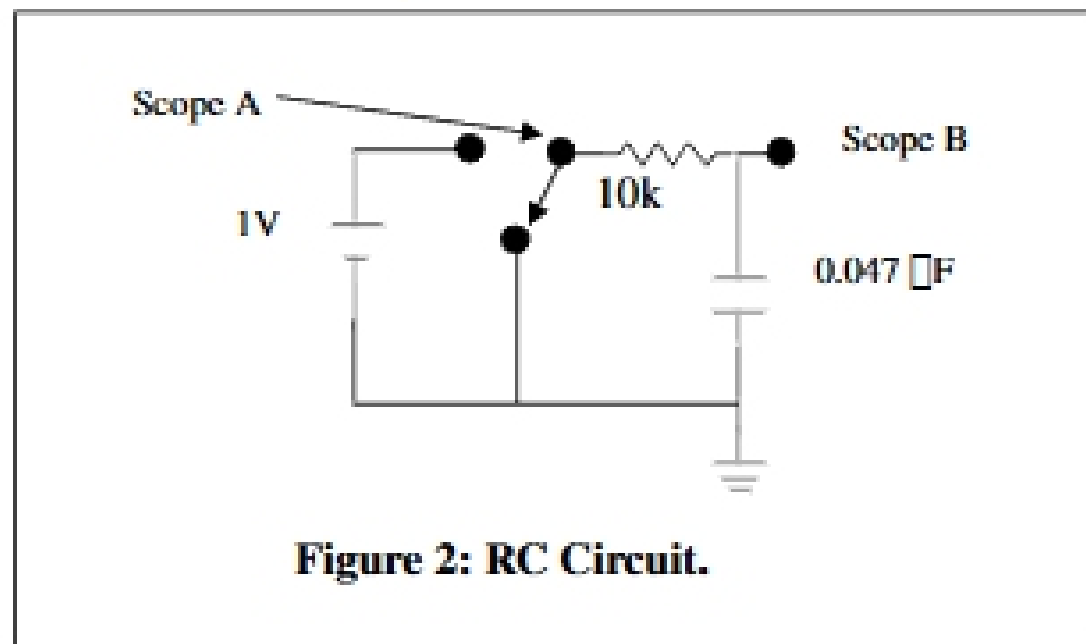 Scope A
Scope B
10k
1V
0.047 □F
Figure 2: RC Circuit.